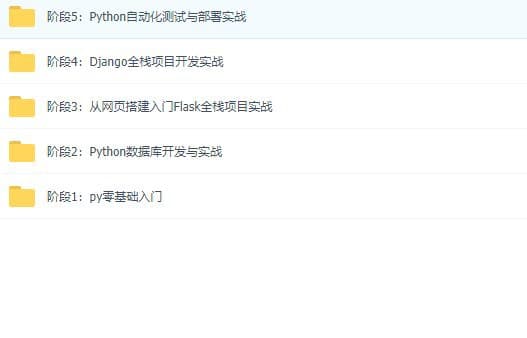 阶段5：Python自动化测试与部署实战
阶段4：Django全栈项目开发实战
阶段3：从网页搭建入门Flask全栈项目实战
阶段2：Python数据库开发与实战
阶段1：py零基础入门